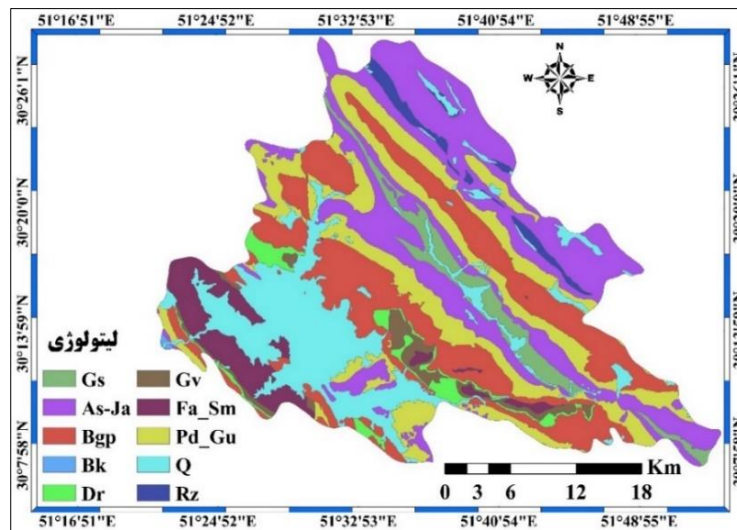 51°16'51"E 51°24'52"E 51°32'53"E 51°40'54"E 51°48'55"E
30°26'1"N
30°20'0"N
30°13'59"N
30°7'58"N
N
W E
S
لیتولوژی
Gs Gv
As-Ja Fa_Sm
Bgp Pd_Gu
Bk Q
Dr Rz
Km
0 3 6 12 18
51°16'51"E 51°24'52"E 51°32'53"E 51°40'54"E 51°48'55"E